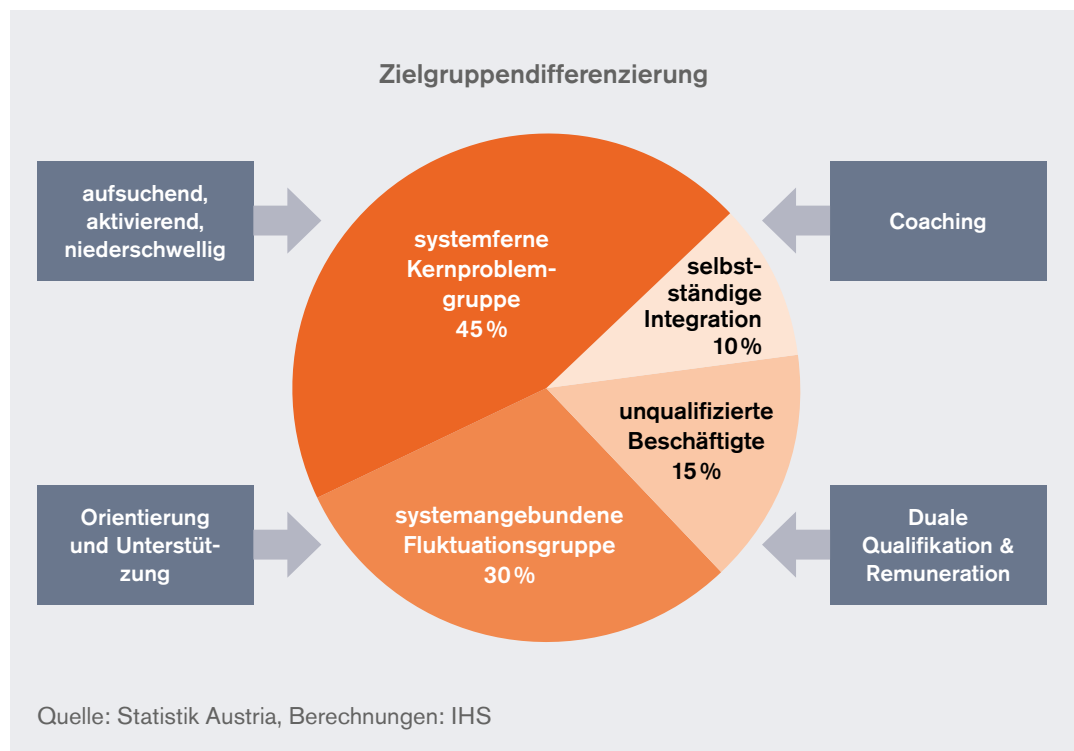 Zielgruppendifferenzierung
aufsuchend,
aktivierend,
niederschwellig
Coaching
systemferne
Kernproblem-
gruppe
45 %
selbst-
ständige
Integration
10 %
unqualifizierte
Beschäftigte
15 %
systemangebundene
Fluktuationsgruppe
30 %
Orientierung
und Unterstüt-
zung
Duale
Qualifikation &
Remuneration
Quelle: Statistik Austria, Berechnungen: IHS